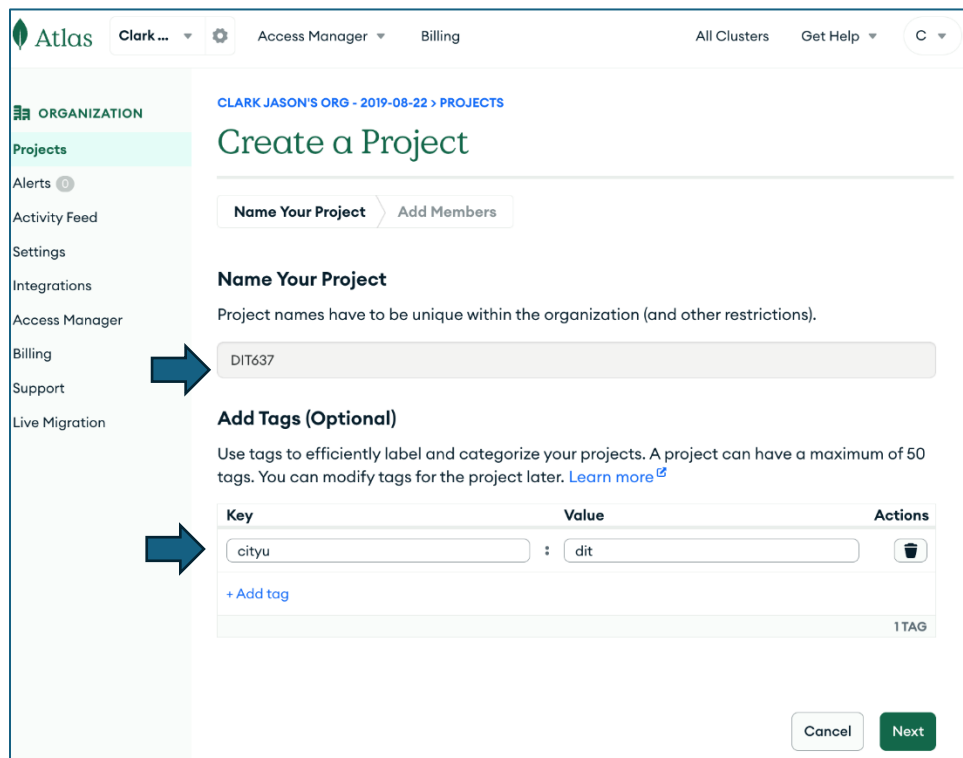 Atlas Clark ... Access Manager Billing All Clusters Get Help C
ORGANIZATION
Projects
Alerts 0
Activity Feed
Settings
Integrations
Access Manager
Billing
Support
Live Migration
CLARK JASON'S ORG - 2019-08-22 > PROJECTS
Create a Project
Name Your Project Add Members
Name Your Project
Project names have to be unique within the organization (and other restrictions).
DIT637
Add Tags (Optional)
Use tags to efficiently label and categorize your projects. A project can have a maximum of 50
tags. You can modify tags for the project later. Learn more
Key Value Actions
cityu : dit
+ Add tag
1 TAG
Cancel Next